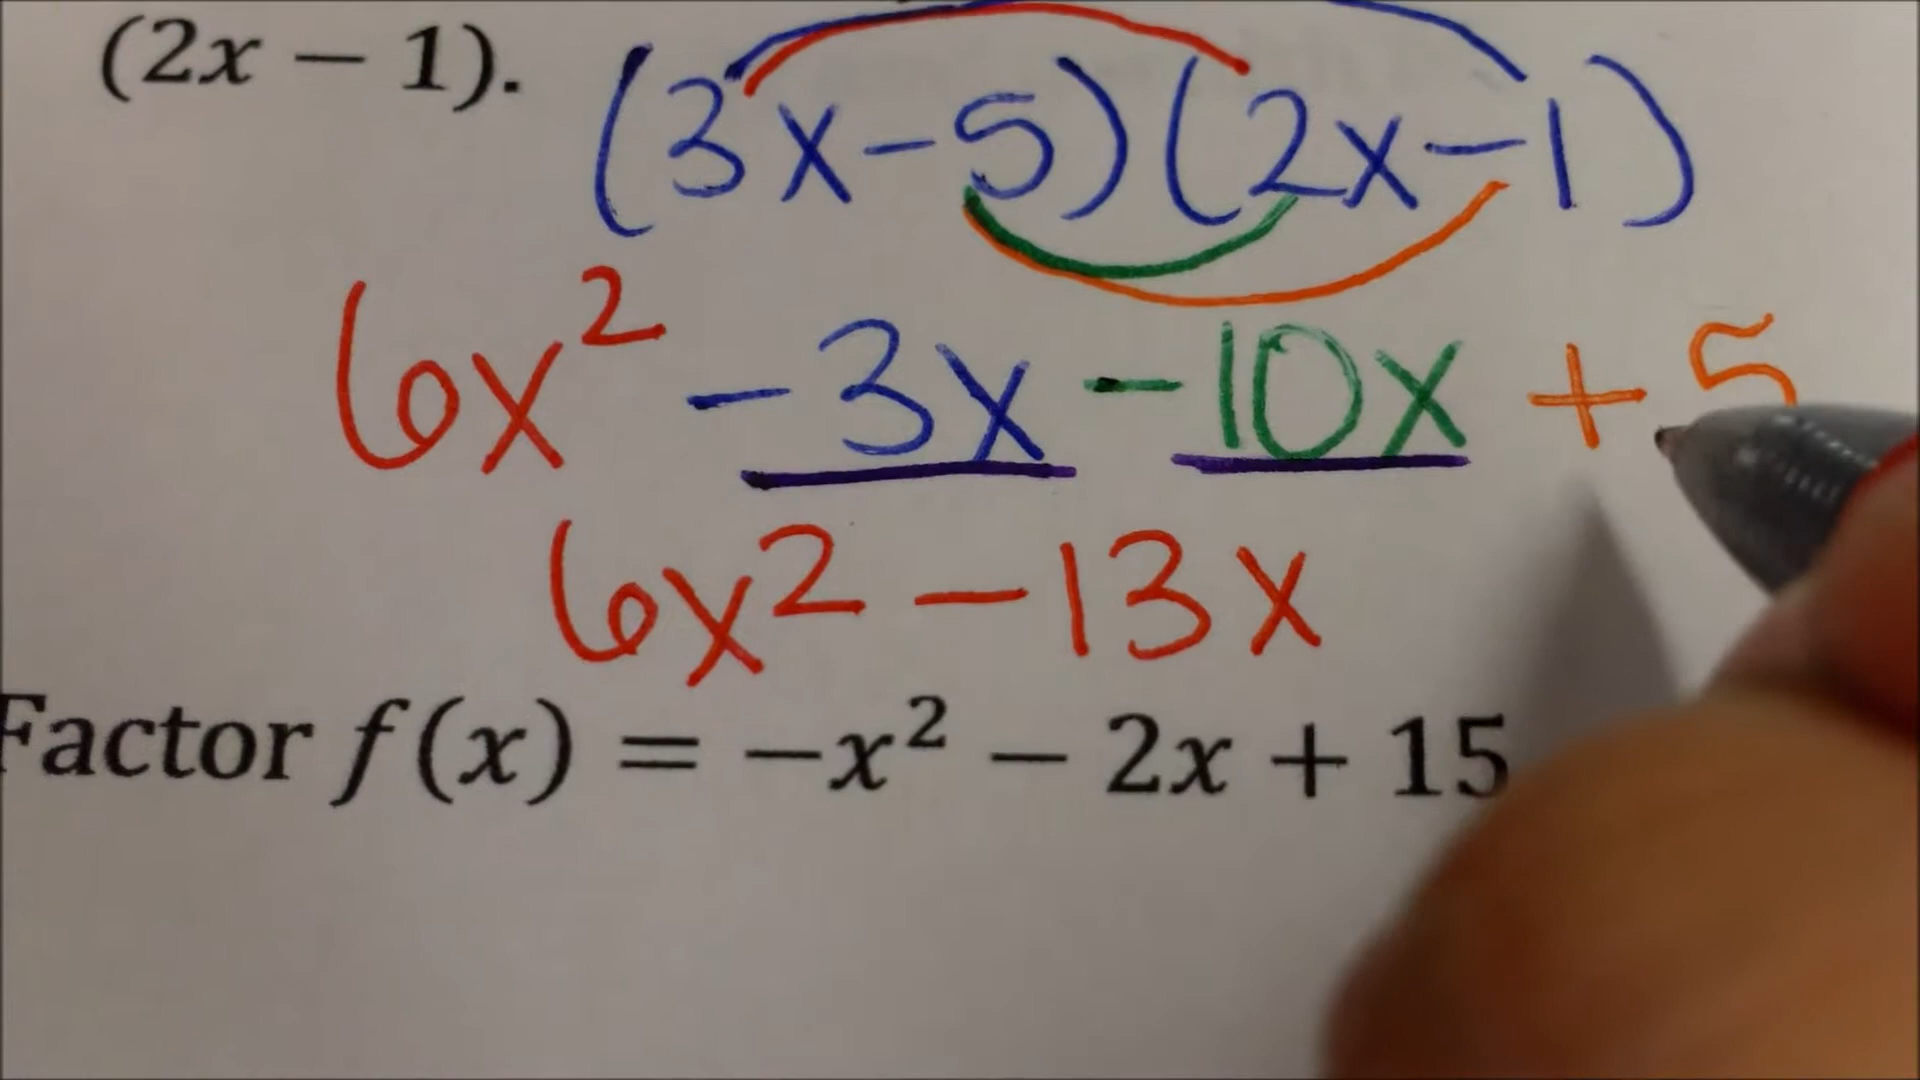 (2x − 1).
(3x-5)(2x-1)
6x² -3x -10x + 5
6x² -13x
Factor f(x) = −x² − 2x + 15